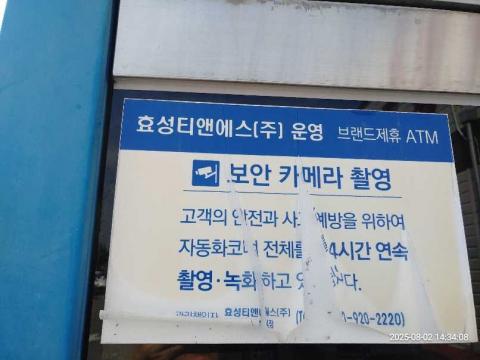 효성티앤에스(주) 운영 브랜드제휴 ATM
보안 카메라 촬영
고객의 안전과 사 예방을 위하여
자동화코너 전체를 4시간 연속
촬영·녹화하고 다.
효성티앤에스(주) 920-2220)
2025-08-02 14:34:08